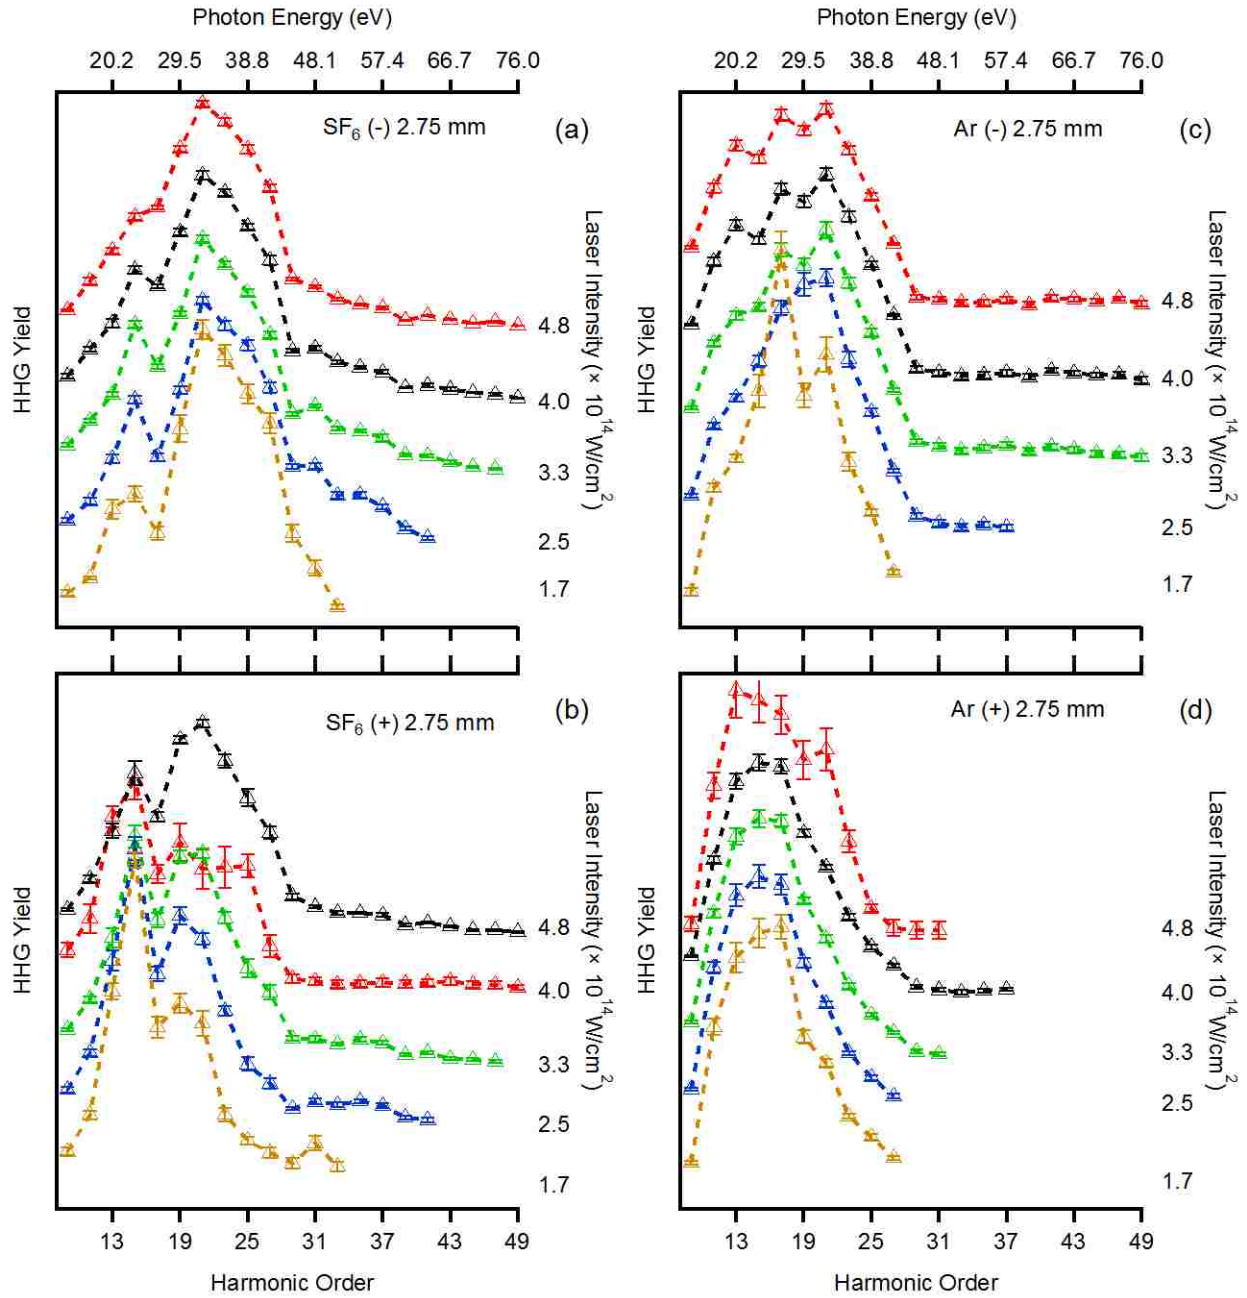 Photon Energy (eV)
20.2 29.5 38.8 48.1 57.4 66.7 76.0
SF6 (-) 2.75 mm
(a)
HHG Yield
Laser Intensity (× 10^14 W/cm^2)
4.8
4.0
3.3
2.5
1.7
Photon Energy (eV)
20.2 29.5 38.8 48.1 57.4 66.7 76.0
Ar (-) 2.75 mm
(c)
HHG Yield
Laser Intensity (× 10^14 W/cm^2)
4.8
4.0
3.3
2.5
1.7
SF6 (+) 2.75 mm
(b)
HHG Yield
Laser Intensity (× 10^14 W/cm^2)
4.8
4.0
3.3
2.5
1.7
13 19 25 31 37 43 49
Harmonic Order
Ar (+) 2.75 mm
(d)
HHG Yield
Laser Intensity (× 10^14 W/cm^2)
4.8
4.0
3.3
2.5
1.7
13 19 25 31 37 43 49
Harmonic Order